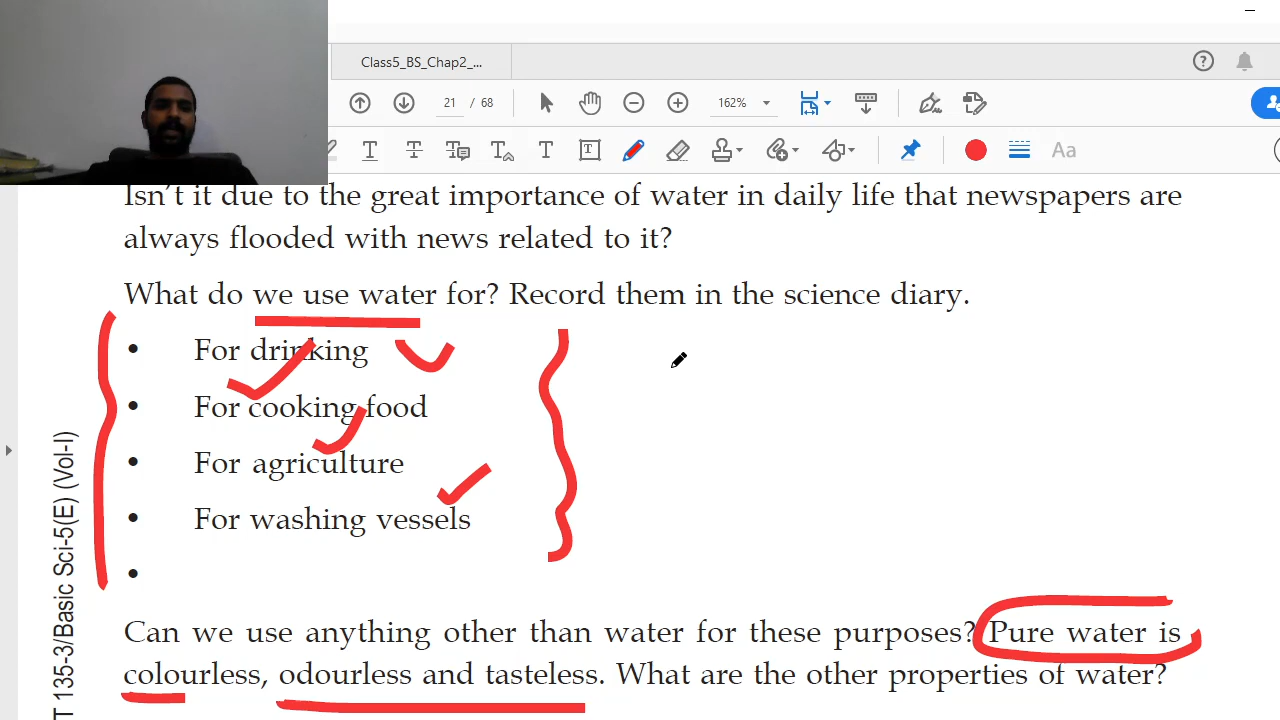 Class5_BS_Chap2_...
21 / 68
162%
Aa
Isn't it due to the great importance of water in daily life that newspapers are
always flooded with news related to it?
What do we use water for? Record them in the science diary.
• For drinking
• For cooking food
• For agriculture
• For washing vessels
•
Can we use anything other than water for these purposes? Pure water is
colourless, odourless and tasteless. What are the other properties of water?
T 135-3/Basic Sci-5(E) (Vol-I)